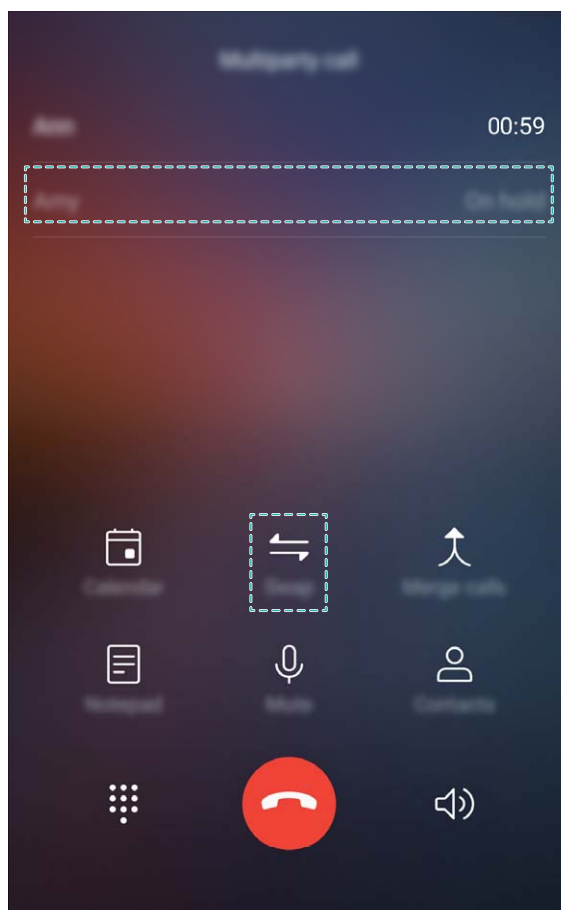 Multiparty call
Ann 00:59
Amy On hold
Calendar Swap Merge calls
Notepad Mute Contacts